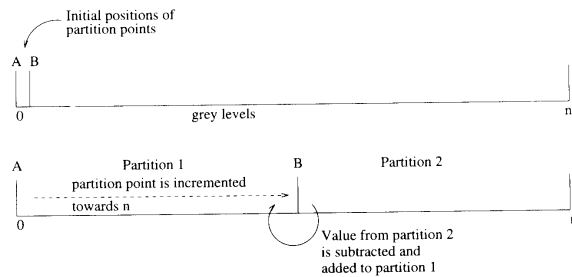 Initial positions of
partition points
A B
0 grey levels n
A Partition 1 B Partition 2
partition point is incremented
towards n
0
Value from partition 2
is subtracted and
added to partition 1